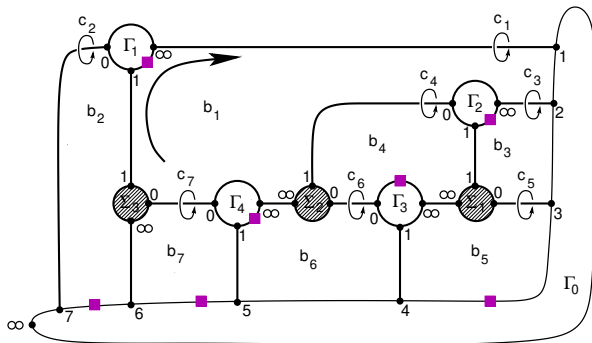 c₂ Γ₁ ∞ c₁
0 1 1
b₂ b₁ c₄ Γ₂ c₃
0 ∞ 2
b₄ 1 b₃
1 c₇ 1 c₆ 1 c₅
Σ₃ 0 0 Γ₄ ∞ Σ₂ 0 0 Γ₃ ∞ Σ₁ 0 3
∞ 1 1
b₇ b₆ b₅
Γ₀
∞ 7 6 5 4